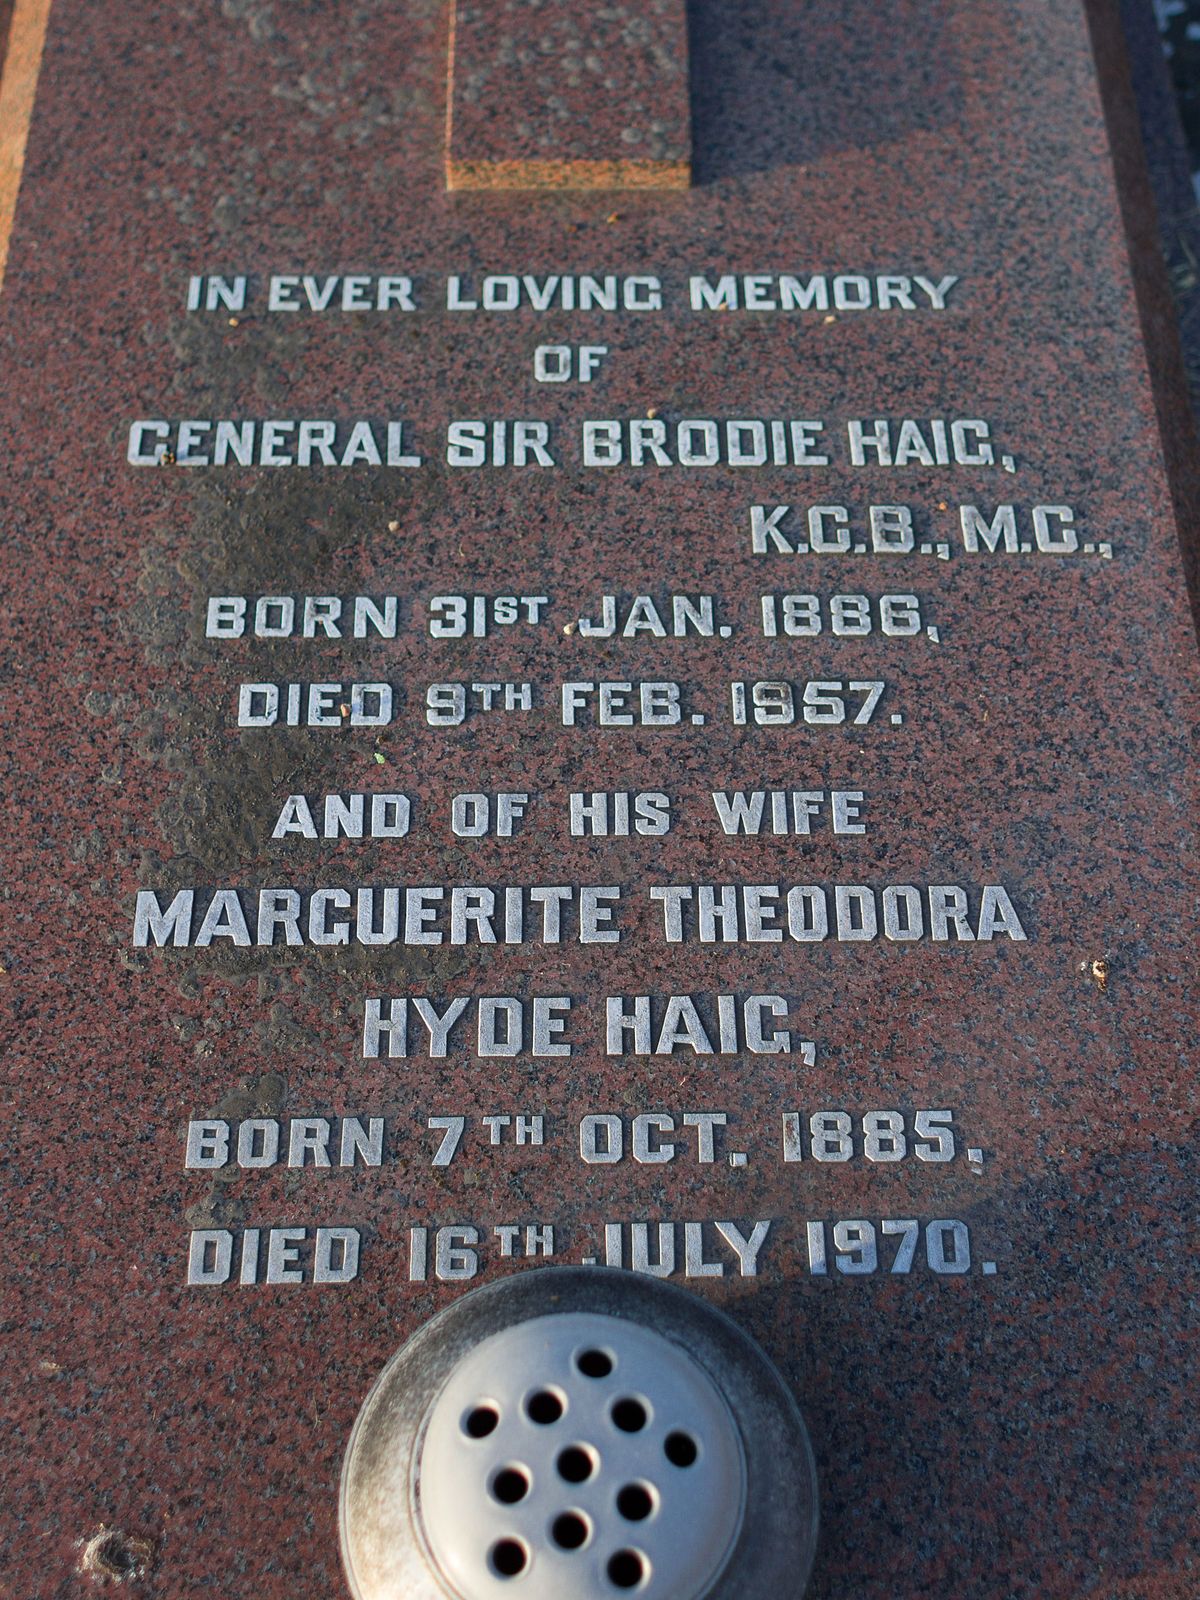 IN EVER LOVING MEMORY
OF
GENERAL SIR BRODIE HAIG,
K.C.B., M.C.,
BORN 31ST JAN. 1886,
DIED 9TH FEB. 1957.
AND OF HIS WIFE
MARGUERITE THEODORA
HYDE HAIG,
BORN 7TH OCT. 1885,
DIED 16TH JULY 1970.